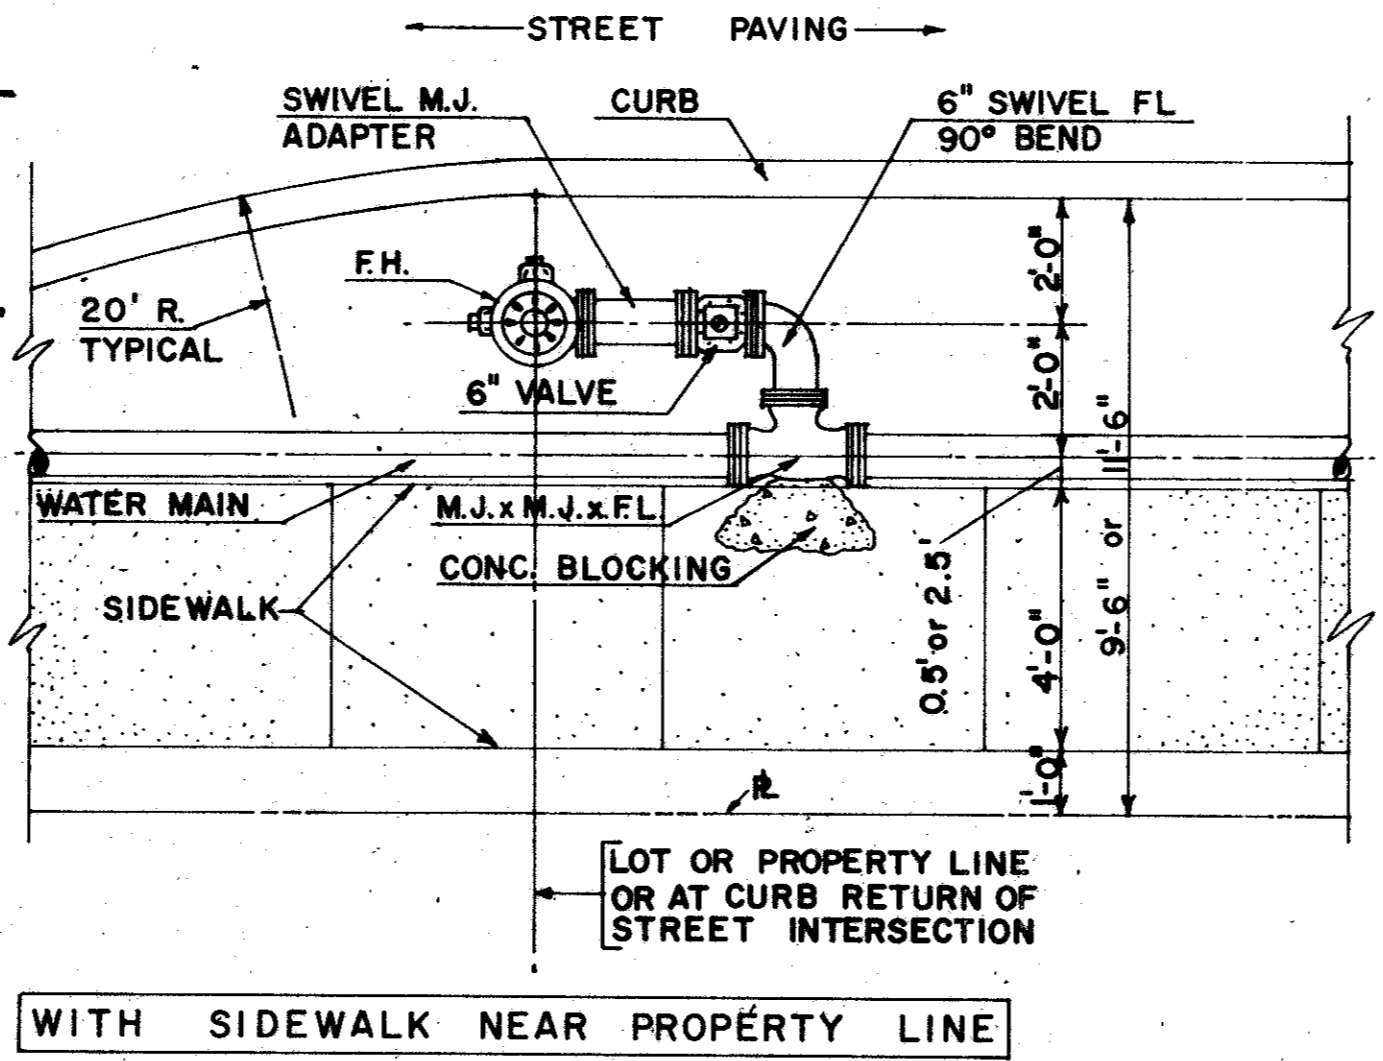 STREET PAVING
SWIVEL M.J.
ADAPTER
CURB
6" SWIVEL FL
90° BEND
F.H.
20' R.
TYPICAL
6" VALVE
2'-0"
2'-0"
11'-6"
9'-6" or
WATER MAIN
M.J. x M.J. x FL.
CONC. BLOCKING
SIDEWALK
0.5' or 2.5'
4'-0"
1'-0"
PL
LOT OR PROPERTY LINE
OR AT CURB RETURN OF
STREET INTERSECTION
WITH SIDEWALK NEAR PROPERTY LINE